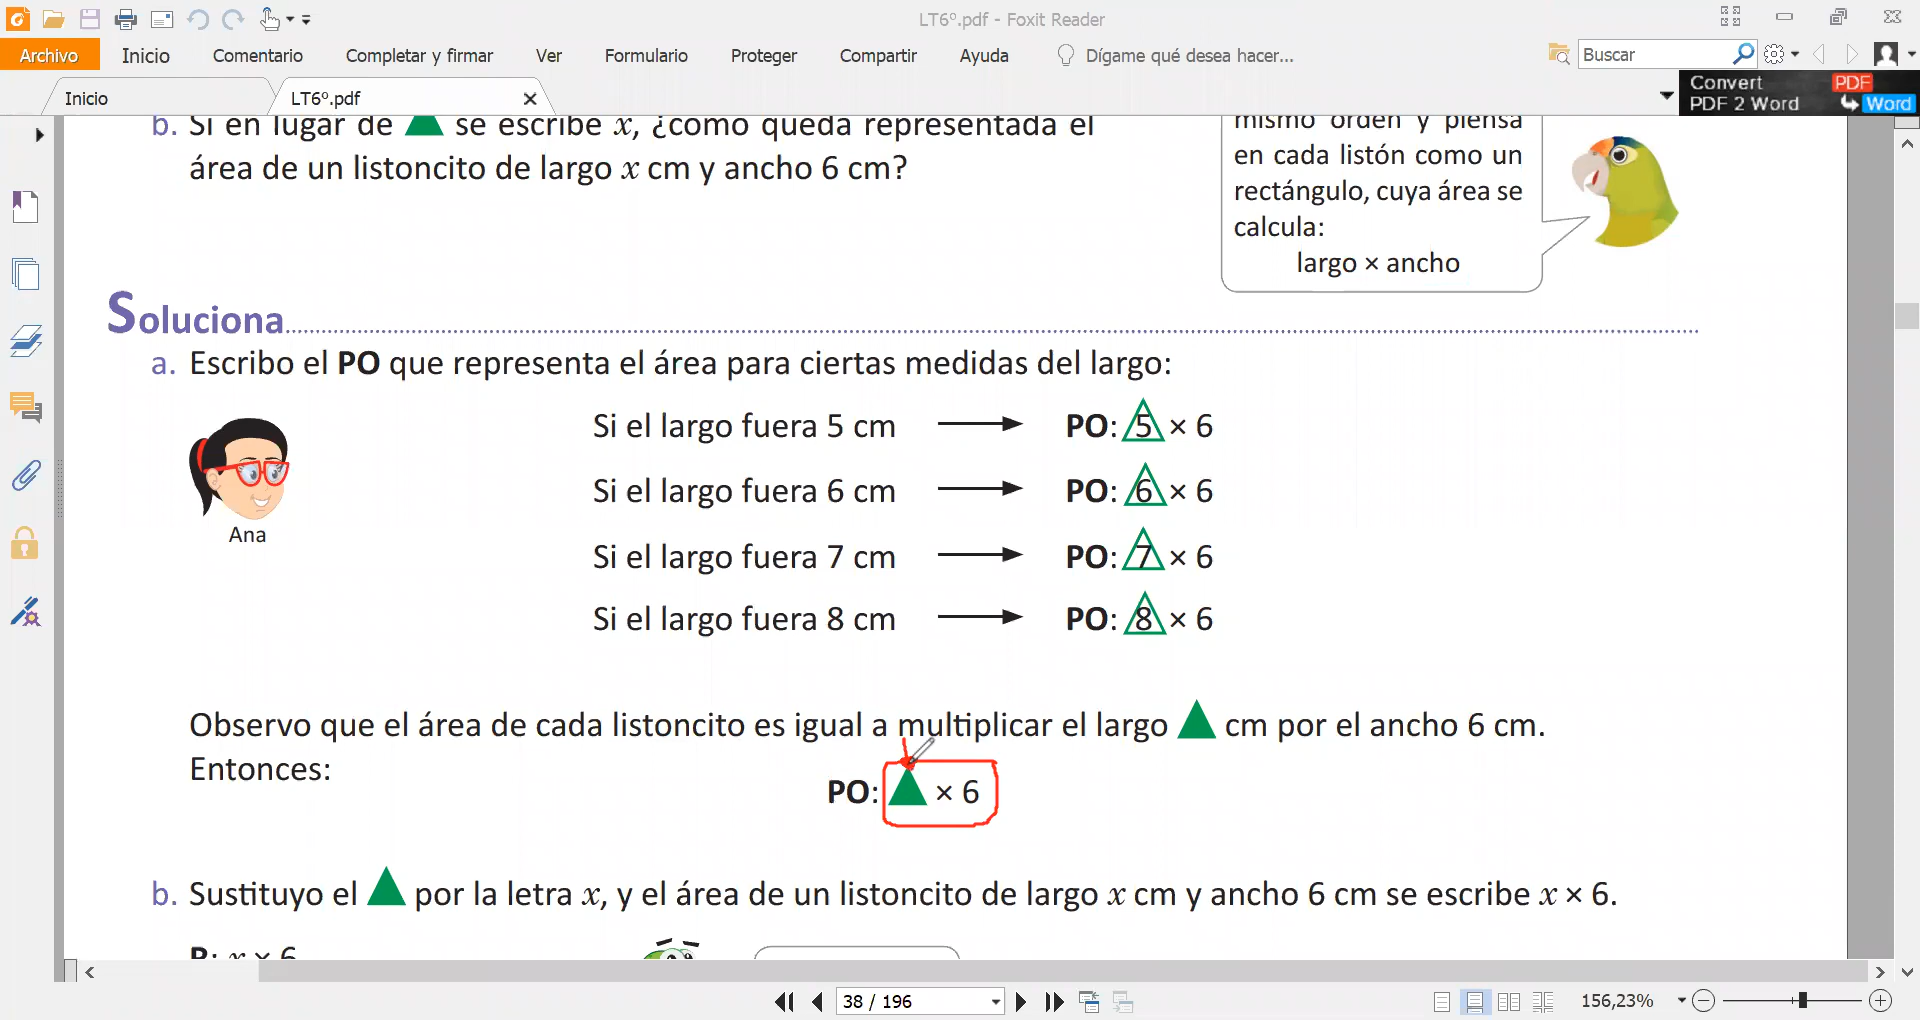 LT6º.pdf - Foxit Reader
Archivo Inicio Comentario Completar y firmar Ver Formulario Proteger Compartir Ayuda Dígame qué desea hacer... Buscar
Inicio LT6º.pdf
Convert PDF
PDF 2 Word Word
b. Si en lugar de ▲ se escribe x, ¿cómo queda representada el
área de un listoncito de largo x cm y ancho 6 cm?
mismo orden y piensa
en cada listón como un
rectángulo, cuya área se
calcula:
largo × ancho
Soluciona
a. Escribo el PO que representa el área para ciertas medidas del largo:
Si el largo fuera 5 cm → PO: 5 × 6
Si el largo fuera 6 cm → PO: 6 × 6
Si el largo fuera 7 cm → PO: 7 × 6
Si el largo fuera 8 cm → PO: 8 × 6
Ana
Observo que el área de cada listoncito es igual a multiplicar el largo ▲ cm por el ancho 6 cm.
Entonces:
PO: ▲ × 6
b. Sustituyo el ▲ por la letra x, y el área de un listoncito de largo x cm y ancho 6 cm se escribe x × 6.
R: x × 6
38 / 196 156,23%